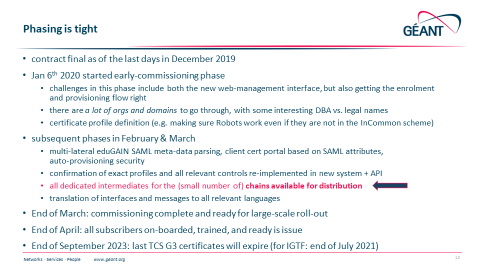 Phasing is tight
GÉANT
• contract final as of the last days in December 2019
• Jan 6th 2020 started early-commissioning phase
• challenges in this phase include both the new web-management interface, but also getting the enrolment
and provisioning flow right
• there are a lot of orgs and domains to go through, with some interesting DBA vs. legal names
• certificate profile definition (e.g. making sure Robots work even if they are not in the InCommon scheme)
• subsequent phases in February & March
• multi-lateral eduGAIN SAML meta-data parsing, client cert portal based on SAML attributes,
auto-provisioning security
• confirmation of exact profiles and all relevant controls re-implemented in new system + API
• all dedicated intermediates for the (small number of) chains available for distribution
• translation of interfaces and messages to all relevant languages
• End of March: commissioning complete and ready for large-scale roll-out
• End of April: all subscribers on-boarded, trained, and ready is issue
• End of September 2023: last TCS G3 certificates will expire (for IGTF: end of July 2021)
Networks · Services · People www.geant.org